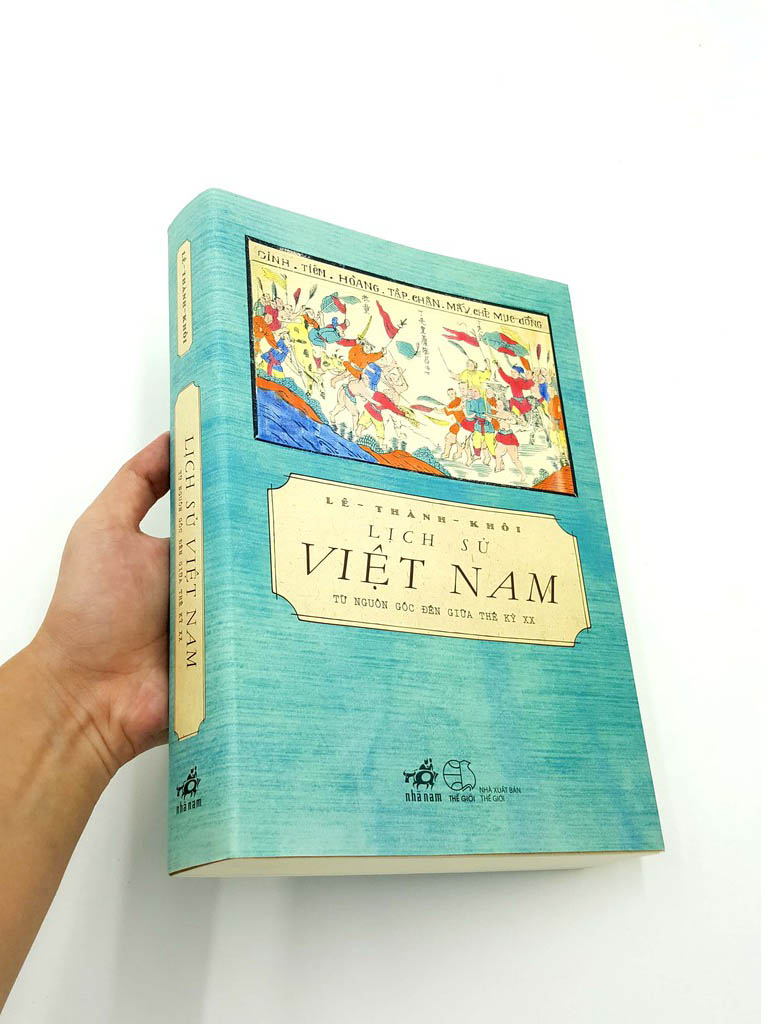 LÊ-THÀNH-KHÔI
LỊCH SỬ VIỆT NAM
TỪ NGUỒN GỐC ĐẾN GIỮA THẾ KỶ XX
nhã nam
ĐINH . TIÊN . HOÀNG . TẬP . CHẬN . MẤY . CHÈ . MỤC - ĐỒNG
LÊ - THÀNH - KHÔI
LỊCH SỬ
VIỆT NAM
TỪ NGUỒN GỐC ĐẾN GIỮA THẾ KỶ XX
nhã nam
THẾ GIỚI
NHÀ XUẤT BẢN
THẾ GIỚI